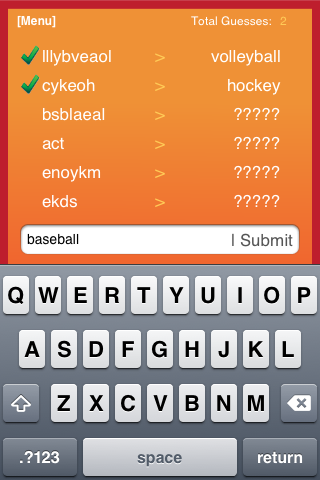 [Menu] Total Guesses: 2
lllybveaol > volleyball
cykeoh > hockey
bsblaeal > ?????
act > ?????
enoykm > ?????
ekds > ?????
baseball | Submit
Q W E R T Y U I O P
A S D F G H J K L
Z X C V B N M
.?123 space return